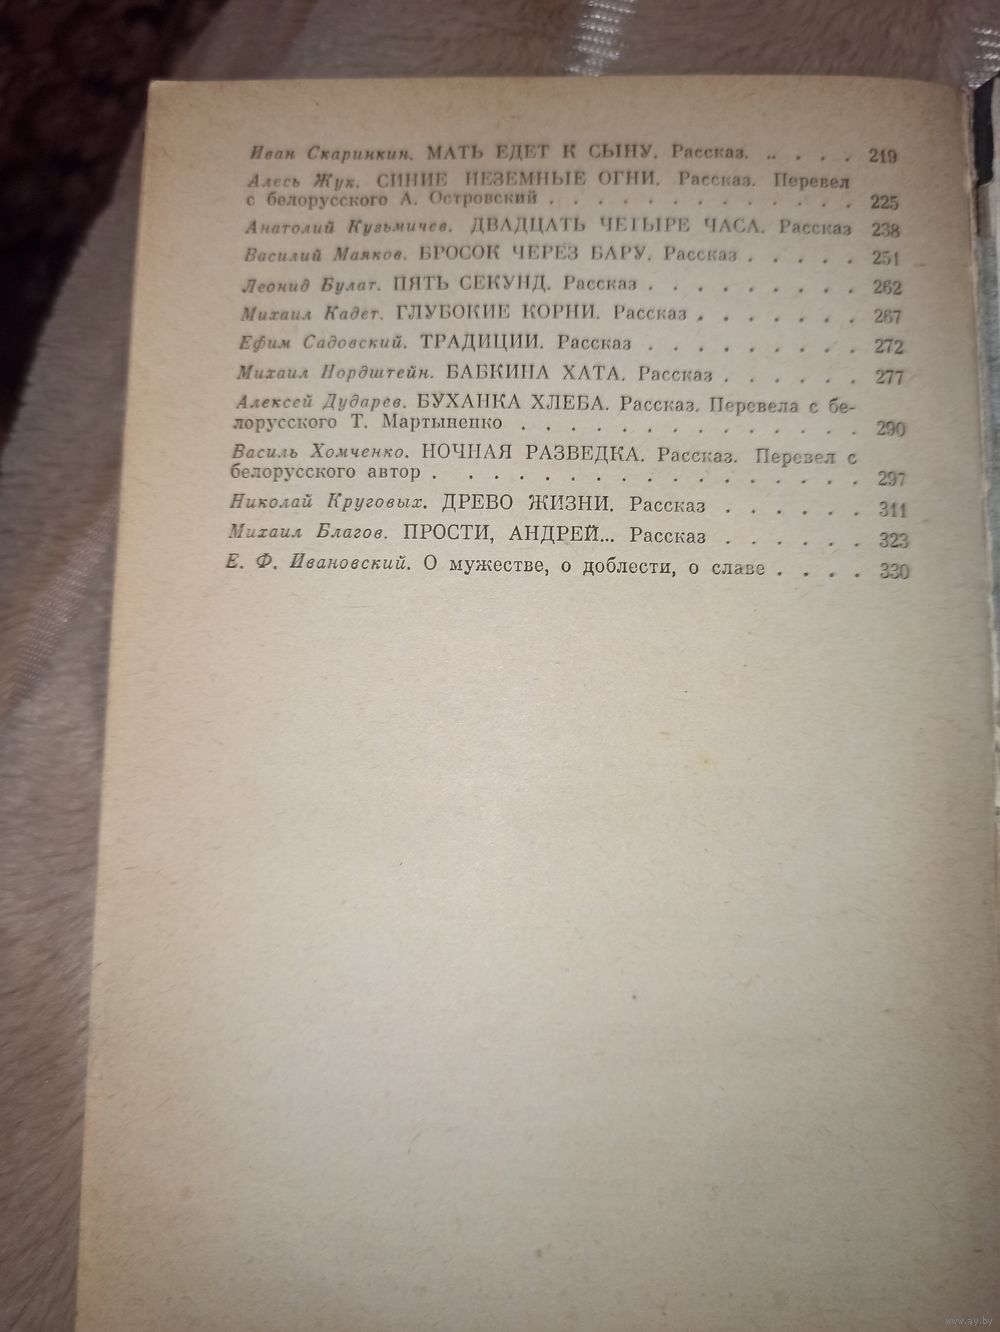 Иван Скаринкин. МАТЬ ЕДЕТ К СЫНУ. Рассказ. . . . . . 219
Алесь Жук. СИНИЕ НЕЗЕМНЫЕ ОГНИ. Рассказ. Перевел
с белорусского А. Островский . . . . . . . . . . . . . 225
Анатолий Кузьмичев. ДВАДЦАТЬ ЧЕТЫРЕ ЧАСА. Рассказ 238
Василий Маяков. БРОСОК ЧЕРЕЗ БАРУ. Рассказ . . . . . 251
Леонид Булат. ПЯТЬ СЕКУНД. Рассказ . . . . . . . . . 262
Михаил Кадет. ГЛУБОКИЕ КОРНИ. Рассказ . . . . . . . 267
Ефим Садовский. ТРАДИЦИИ. Рассказ . . . . . . . . . 272
Михаил Нордштейн. БАБКИНА ХАТА. Рассказ . . . . . . 277
Алексей Дударев. БУХАНКА ХЛЕБА. Рассказ. Перевела с бе-
лорусского Т. Мартыненко . . . . . . . . . . . . . . 290
Василь Хомченко. НОЧНАЯ РАЗВЕДКА. Рассказ. Перевел с
белорусского автор . . . . . . . . . . . . . . . . . 297
Николай Круговых. ДРЕВО ЖИЗНИ. Рассказ . . . . . . 311
Михаил Благов. ПРОСТИ, АНДРЕЙ... Рассказ . . . . . . 323
Е. Ф. Ивановский. О мужестве, о доблести, о славе . . . . 330
www.ay.by